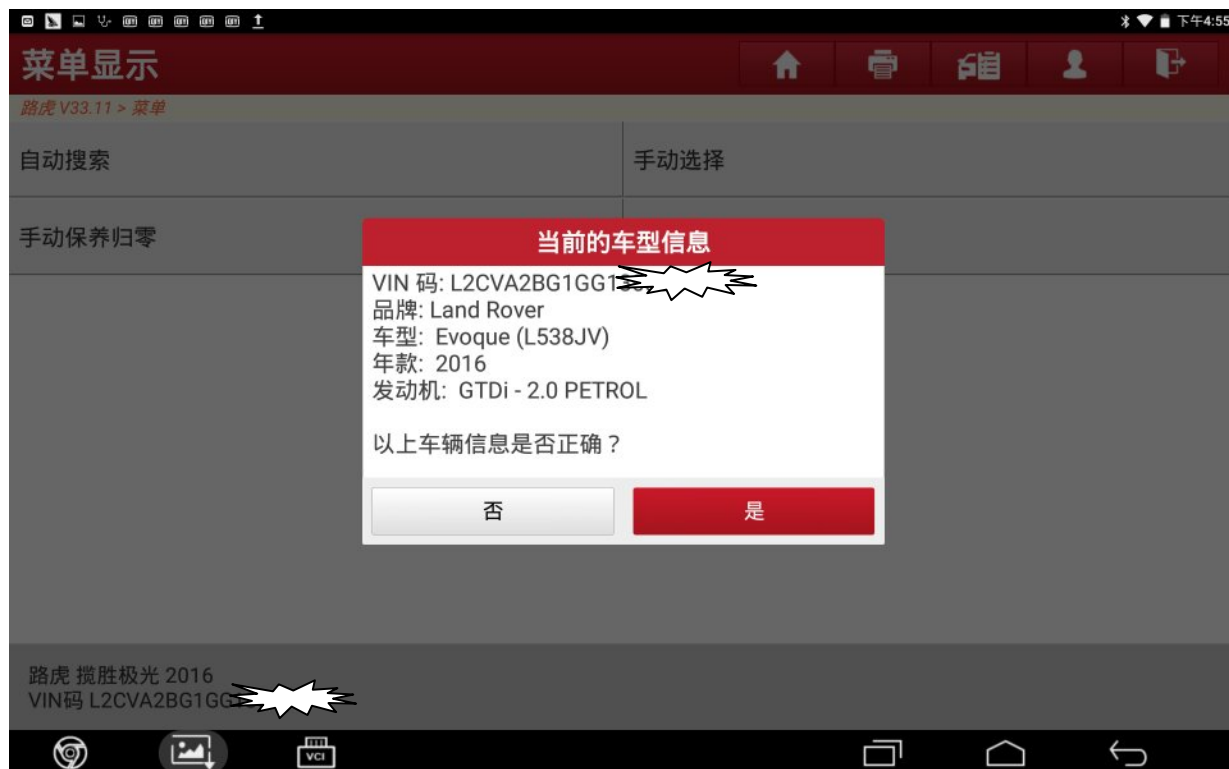 下午4:55
菜单显示
路虎 V33.11 > 菜单
自动搜索
手动选择
手动保养归零
当前的车型信息
VIN 码: L2CVA2BG1GG1
品牌: Land Rover
车型: Evoque (L538JV)
年款: 2016
发动机: GTDi - 2.0 PETROL
以上车辆信息是否正确？
否
是
路虎 揽胜极光 2016
VIN码 L2CVA2BG1GG
VCI